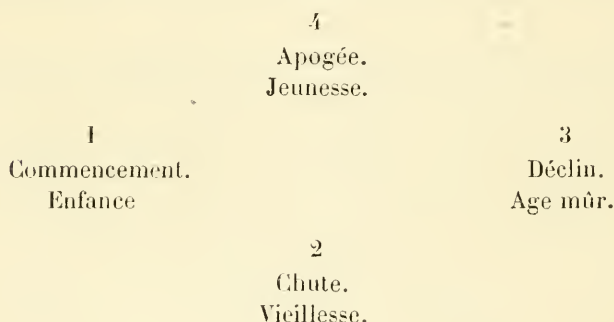 4
Apogée.
Jeunesse.
1
Commencement.
Enfance
3
Déclin.
Age mûr.
2
Chute.
Vieillesse.